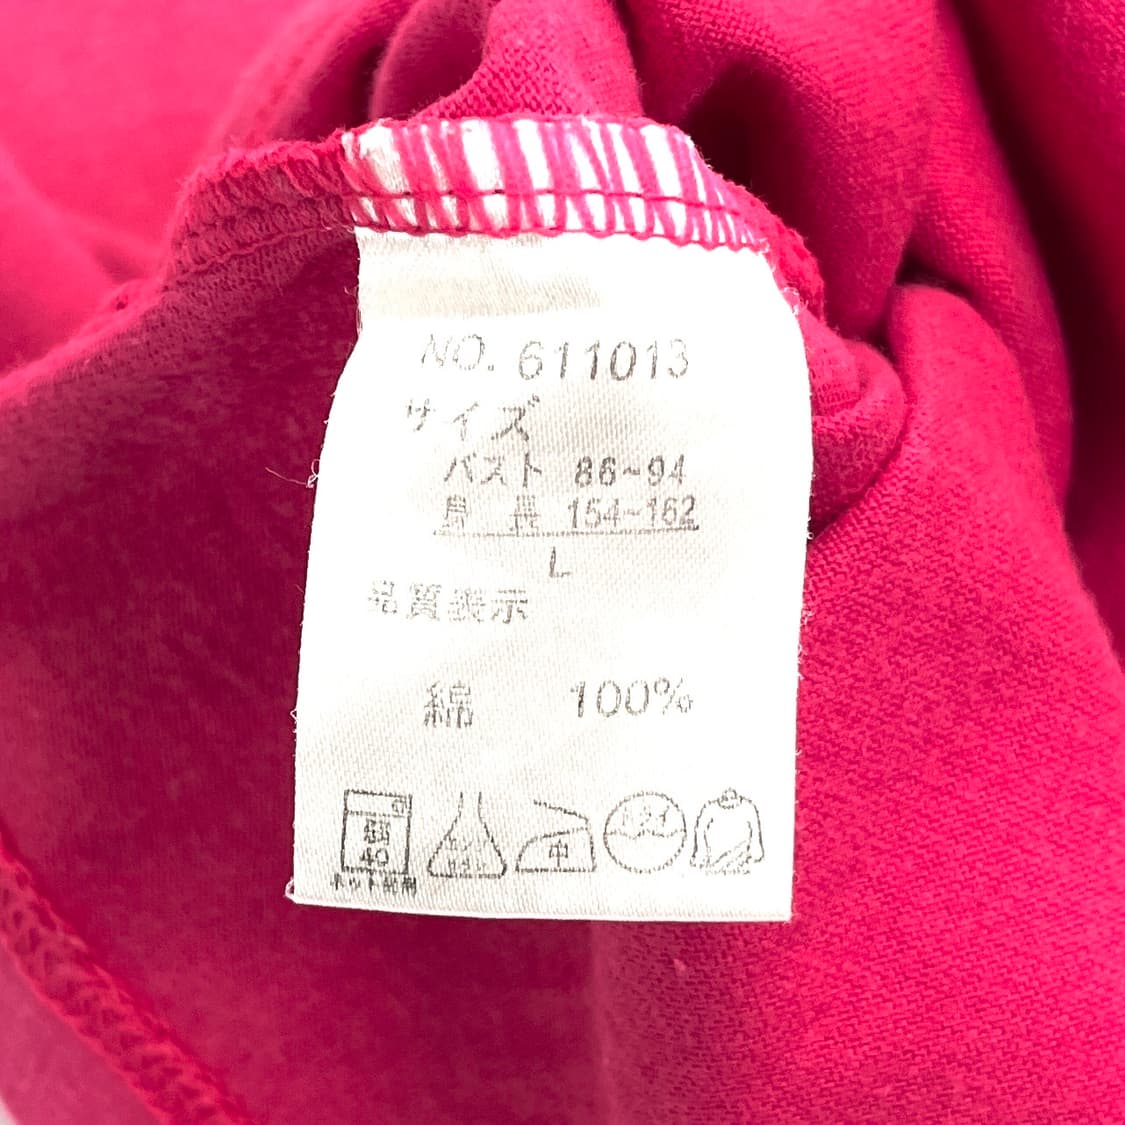 NO. 611013
サイズ
バスト 86~94
身 長 154~162
L
品質表示
綿 100%
弱
40
中
ネット使用